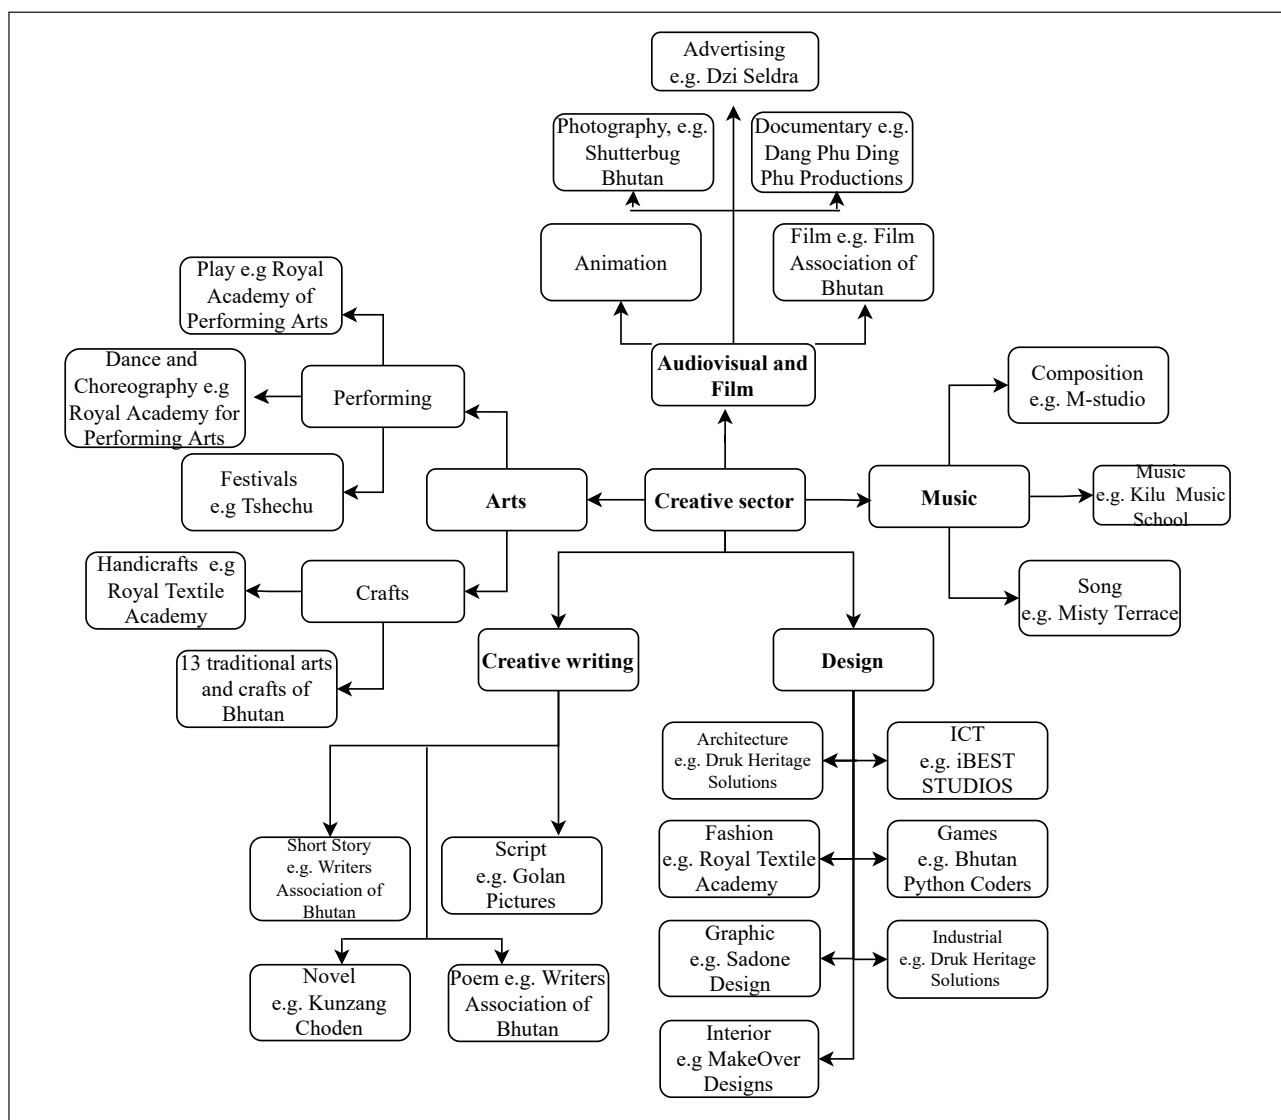 Advertising
e.g. Dzi Seldra
Photography, e.g.
Shutterbug
Bhutan
Documentary e.g.
Dang Phu Ding
Phu Productions
Animation
Film e.g. Film
Association of
Bhutan
Play e.g Royal
Academy of
Performing Arts
Dance and
Choreography e.g
Royal Academy for
Performing Arts
Performing
Festivals
e.g Tshechu
Audiovisual and
Film
Composition
e.g. M-studio
Arts
Creative sector
Music
Music
e.g. Kilu Music
School
Handicrafts e.g
Royal Textile
Academy
Crafts
Song
e.g. Misty Terrace
13 traditional arts
and crafts of
Bhutan
Creative writing
Design
Architecture
e.g. Druk Heritage
Solutions
ICT
e.g. iBEST
STUDIOS
Short Story
e.g. Writers
Association of
Bhutan
Script
e.g. Golan
Pictures
Fashion
e.g. Royal Textile
Academy
Games
e.g. Bhutan
Python Coders
Novel
e.g. Kunzang
Choden
Poem e.g. Writers
Association of
Bhutan
Graphic
e.g. Sadone
Design
Industrial
e.g. Druk Heritage
Solutions
Interior
e.g MakeOver
Designs